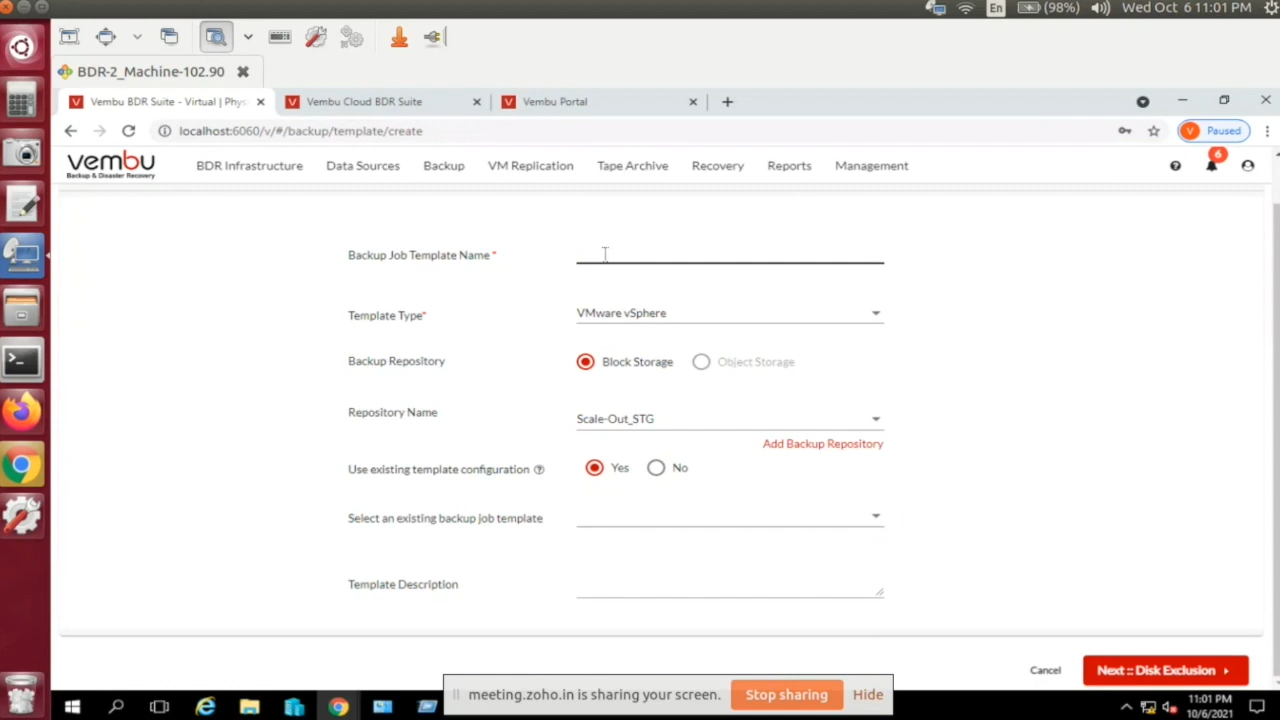 En (98%) Wed Oct 6 11:01 PM
BDR-2_Machine-102.90
Vembu BDR Suite - Virtual | Phys Vembu Cloud BDR Suite Vembu Portal
localhost:6060/v/#/backup/template/create V Paused
vembu BDR Infrastructure Data Sources Backup VM Replication Tape Archive Recovery Reports Management 6
Backup & Disaster Recovery
Backup Job Template Name *
Template Type* VMware vSphere
Backup Repository Block Storage Object Storage
Repository Name Scale-Out_STG
Add Backup Repository
Use existing template configuration Yes No
Select an existing backup job template
Template Description
Cancel Next :: Disk Exclusion
meeting.zoho.in is sharing your screen. Stop sharing Hide
11:01 PM
10/6/2021